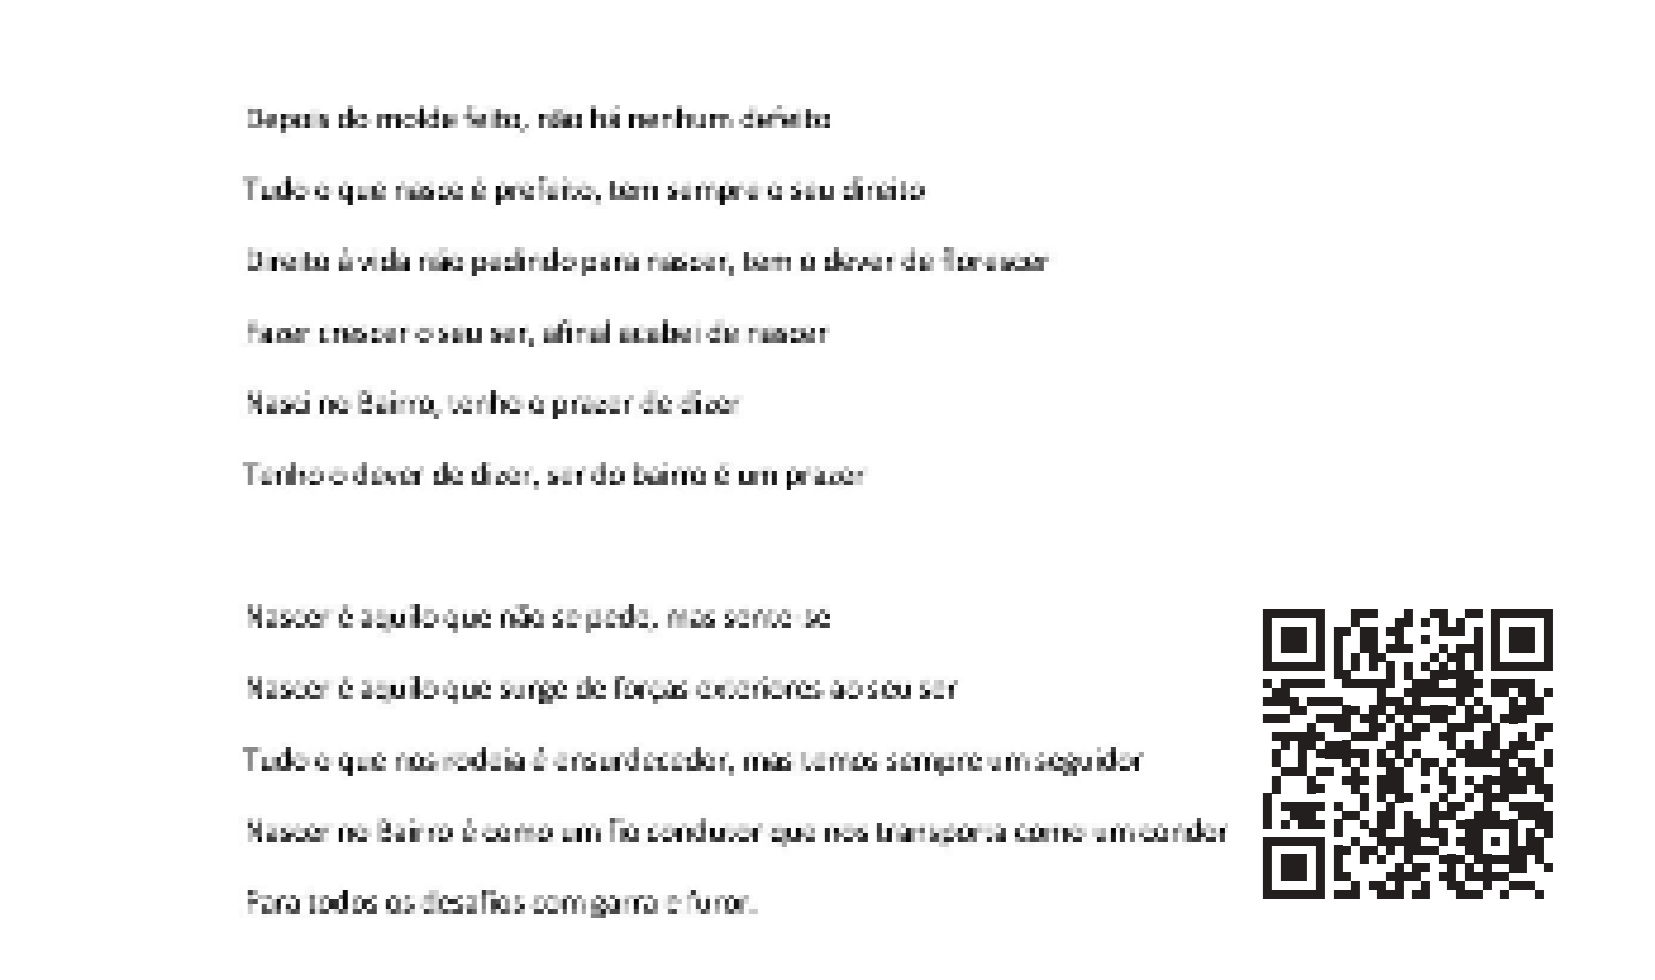 Depois do molde feito, não há nenhum defeito
Tudo o que nasce é prefeito, tem sempre o seu direito
Direito à vida não pedindo para nascer, tem o dever de florescer
Fazer crescer o seu ser, afinal acabei de nascer
Nasci no Bairro, tenho o prazer de dizer
Tenho o dever de dizer, ser do bairro é um prazer
Nascer é aquilo que não se pede, mas sente-se
Nascer é aquilo que surge de forças exteriores ao seu ser
Tudo o que nos rodeia é ensurdecedor, mas temos sempre um seguidor
Nascer no Bairro é como um fio condutor que nos transporta como um condor
Para todos os desafios com garra e furor.